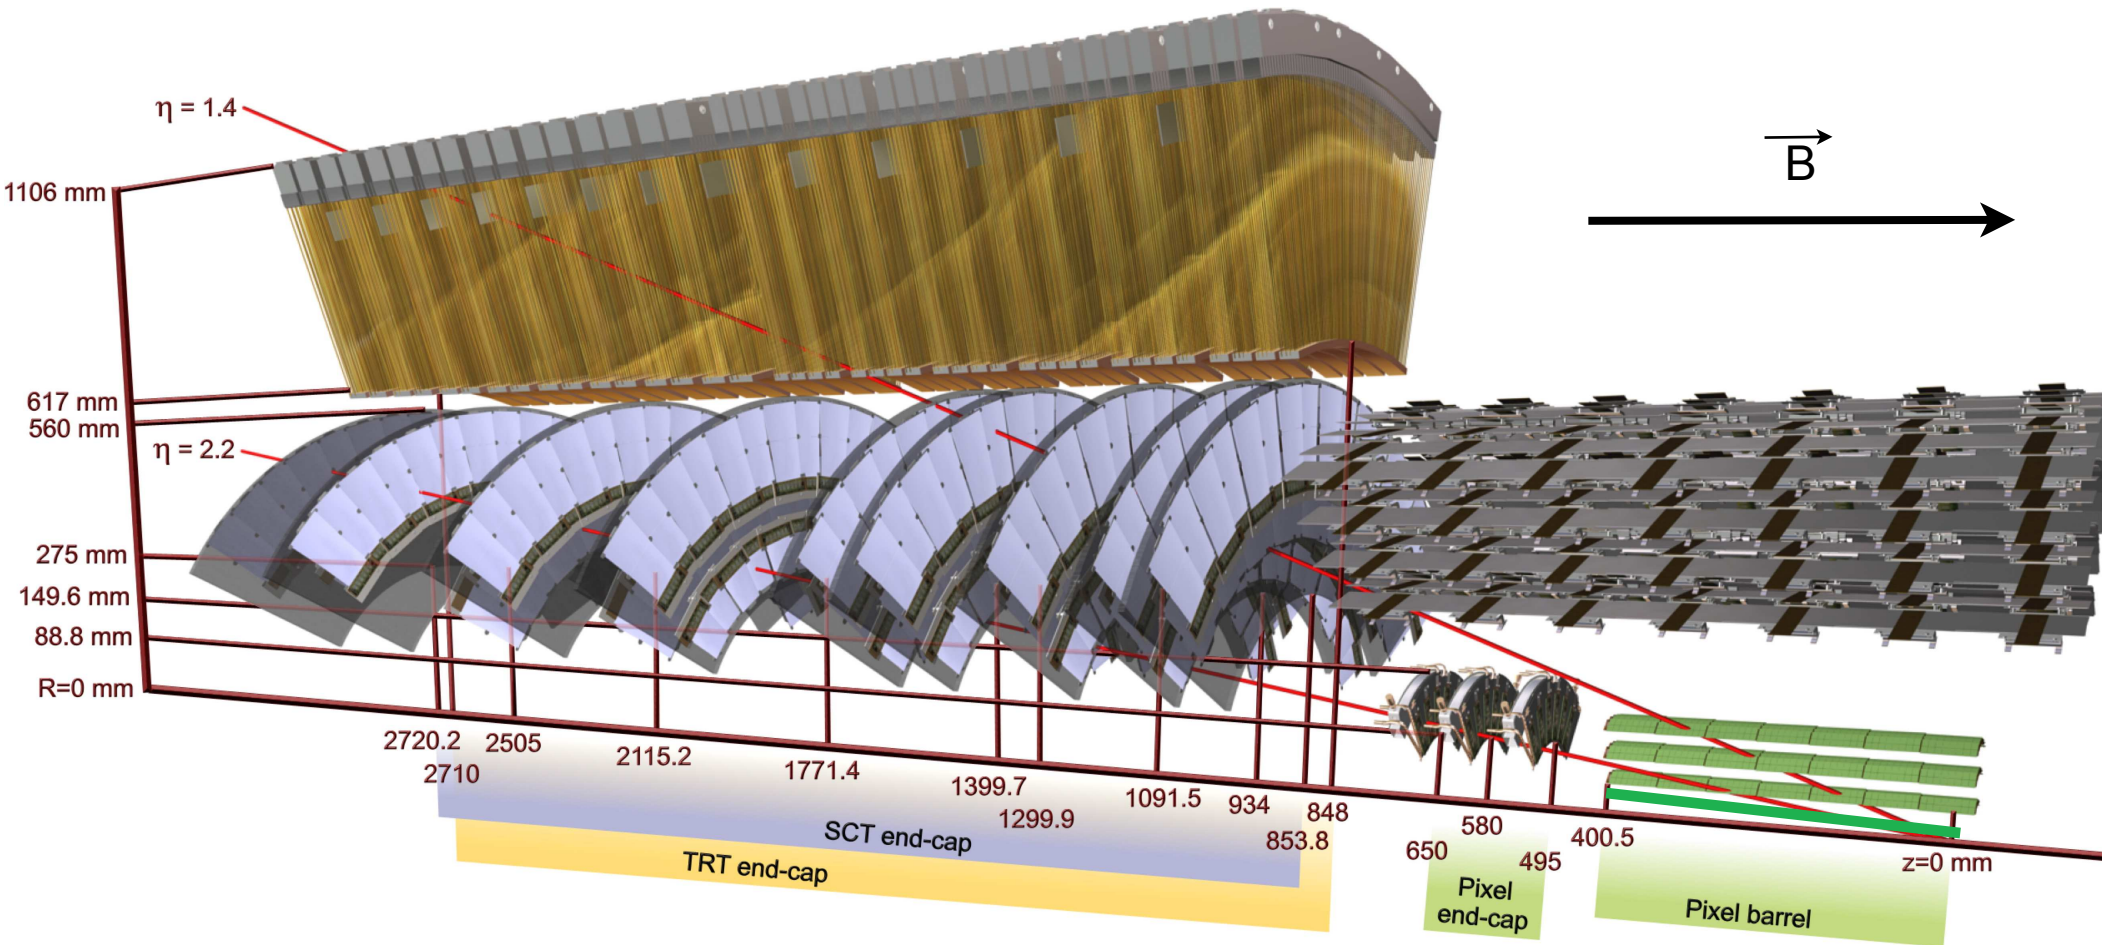 η = 1.4
B
1106 mm
617 mm
560 mm
η = 2.2
275 mm
149.6 mm
88.8 mm
R=0 mm
2720.2
2710
2505
2115.2
1771.4
1399.7
1299.9
1091.5
934
853.8
848
650
580
495
400.5
z=0 mm
SCT end-cap
TRT end-cap
Pixel
end-cap
Pixel barrel